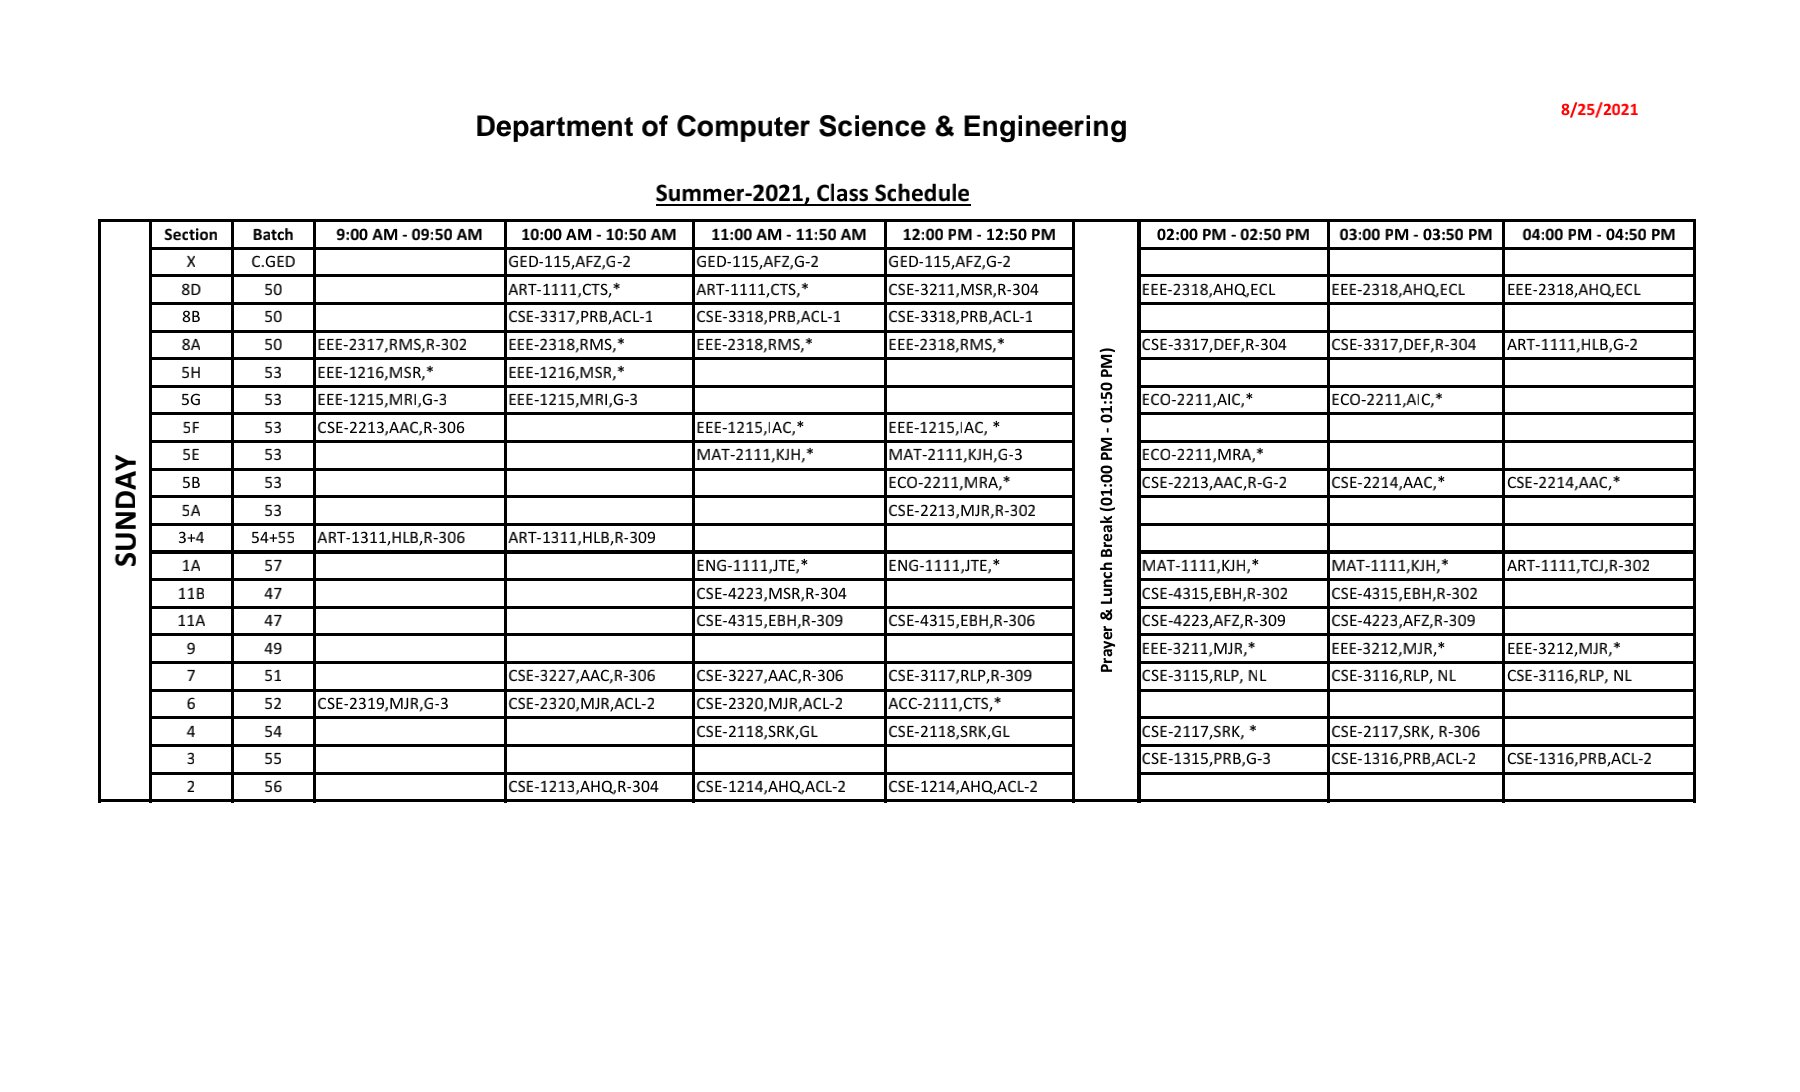 8/25/2021
Department of Computer Science & Engineering
Summer-2021, Class Schedule
SUNDAY
Section Batch 9:00 AM - 09:50 AM 10:00 AM - 10:50 AM 11:00 AM - 11:50 AM 12:00 PM - 12:50 PM 02:00 PM - 02:50 PM 03:00 PM - 03:50 PM 04:00 PM - 04:50 PM
Prayer & Lunch Break (01:00 PM - 01:50 PM)
X C.GED GED-115,AFZ,G-2 GED-115,AFZ,G-2 GED-115,AFZ,G-2
8D 50 ART-1111,CTS,* ART-1111,CTS,* CSE-3211,MSR,R-304 EEE-2318,AHQ,ECL EEE-2318,AHQ,ECL EEE-2318,AHQ,ECL
8B 50 CSE-3317,PRB,ACL-1 CSE-3318,PRB,ACL-1 CSE-3318,PRB,ACL-1
8A 50 EEE-2317,RMS,R-302 EEE-2318,RMS,* EEE-2318,RMS,* EEE-2318,RMS,* CSE-3317,DEF,R-304 CSE-3317,DEF,R-304 ART-1111,HLB,G-2
5H 53 EEE-1216,MSR,* EEE-1216,MSR,*
5G 53 EEE-1215,MRI,G-3 EEE-1215,MRI,G-3 ECO-2211,AIC,* ECO-2211,AIC,*
5F 53 CSE-2213,AAC,R-306 EEE-1215,IAC,* EEE-1215,IAC, *
5E 53 MAT-2111,KJH,* MAT-2111,KJH,G-3 ECO-2211,MRA,*
5B 53 ECO-2211,MRA,* CSE-2213,AAC,R-G-2 CSE-2214,AAC,* CSE-2214,AAC,*
5A 53 CSE-2213,MJR,R-302
3+4 54+55 ART-1311,HLB,R-306 ART-1311,HLB,R-309
1A 57 ENG-1111,JTE,* ENG-1111,JTE,* MAT-1111,KJH,* MAT-1111,KJH,* ART-1111,TCJ,R-302
11B 47 CSE-4223,MSR,R-304 CSE-4315,EBH,R-302 CSE-4315,EBH,R-302
11A 47 CSE-4315,EBH,R-309 CSE-4315,EBH,R-306 CSE-4223,AFZ,R-309 CSE-4223,AFZ,R-309
9 49 EEE-3211,MJR,* EEE-3212,MJR,* EEE-3212,MJR,*
7 51 CSE-3227,AAC,R-306 CSE-3227,AAC,R-306 CSE-3117,RLP,R-309 CSE-3115,RLP, NL CSE-3116,RLP, NL CSE-3116,RLP, NL
6 52 CSE-2319,MJR,G-3 CSE-2320,MJR,ACL-2 CSE-2320,MJR,ACL-2 ACC-2111,CTS,*
4 54 CSE-2118,SRK,GL CSE-2118,SRK,GL CSE-2117,SRK, * CSE-2117,SRK, R-306
3 55 CSE-1315,PRB,G-3 CSE-1316,PRB,ACL-2 CSE-1316,PRB,ACL-2
2 56 CSE-1213,AHQ,R-304 CSE-1214,AHQ,ACL-2 CSE-1214,AHQ,ACL-2